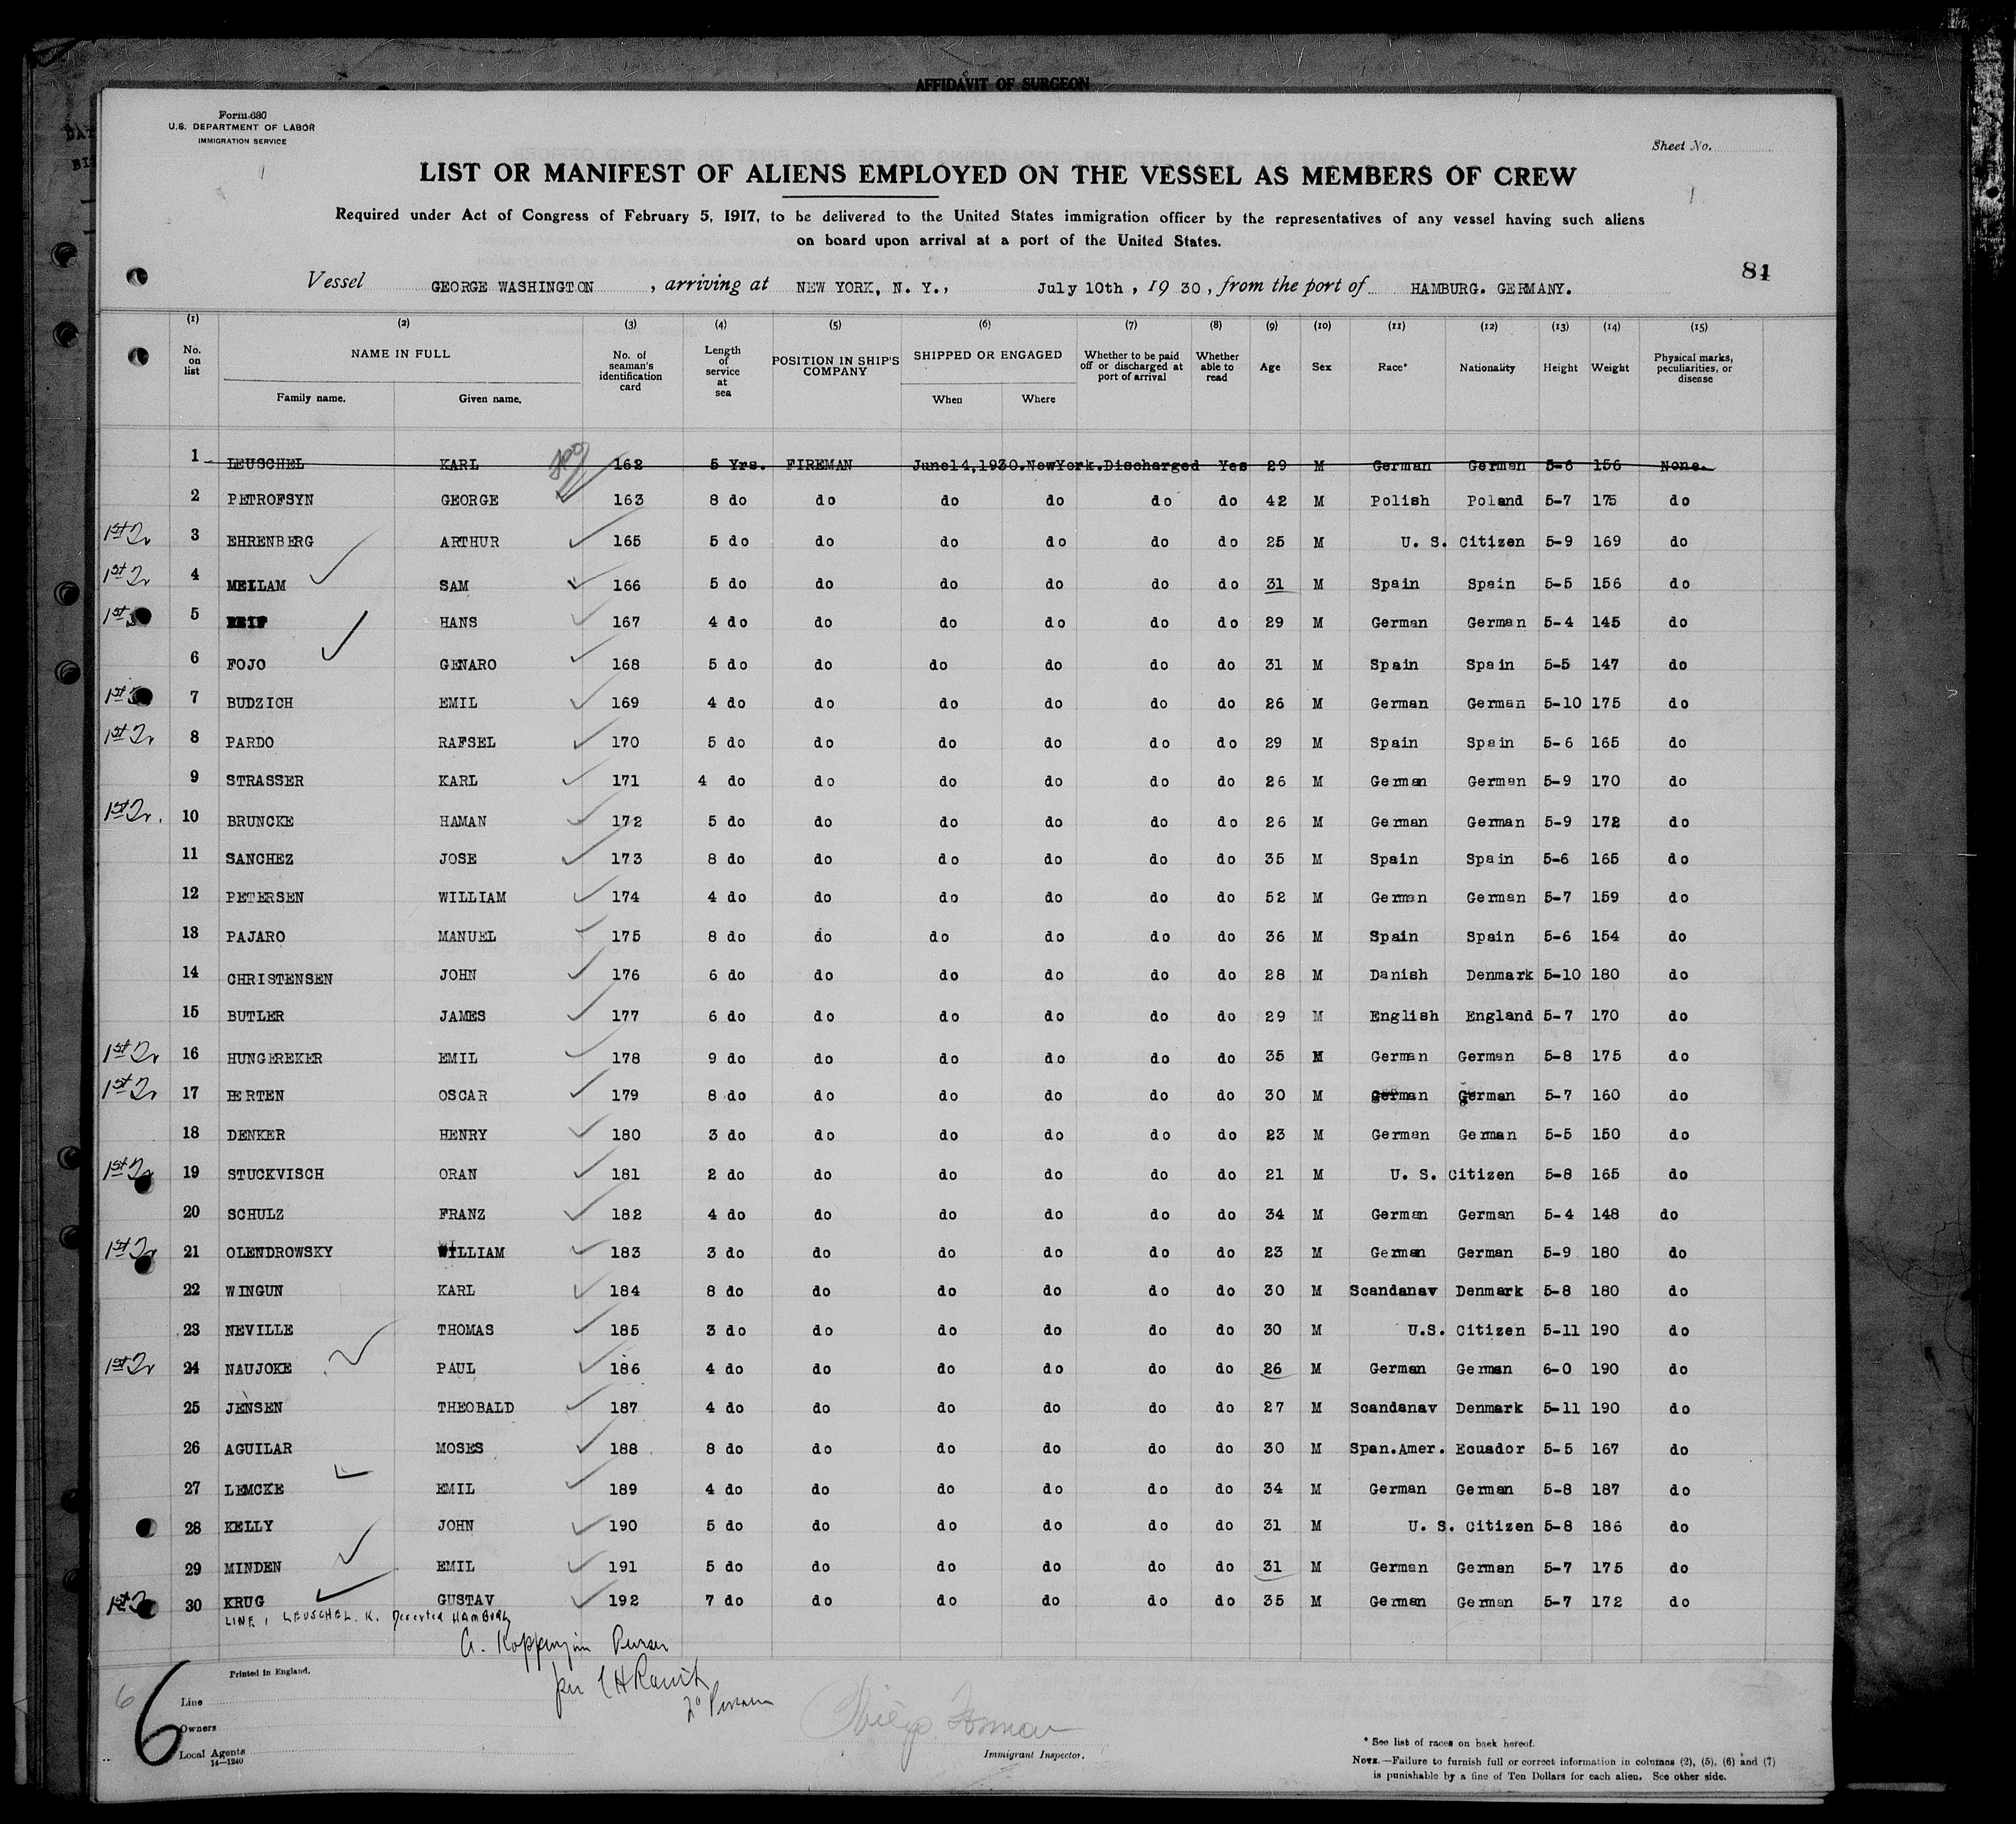 AFFIDAVIT OF SURGEON
Form 680
U.S. DEPARTMENT OF LABOR
IMMIGRATION SERVICE
Sheet No.
1
LIST OR MANIFEST OF ALIENS EMPLOYED ON THE VESSEL AS MEMBERS OF CREW
Required under Act of Congress of February 5, 1917, to be delivered to the United States immigration officer by the representatives of any vessel having such aliens
on board upon arrival at a port of the United States.
81
Vessel GEORGE WASHINGTON, arriving at NEW YORK, N. Y., July 10th, 1930, from the port of HAMBURG. GERMANY.
(1) (2) (3) (4) (5) (6) (7) (8) (9) (10) (11) (12) (13) (14) (15)
No. on list NAME IN FULL Family name. Given name. No. of seaman's identification card Length of service at sea POSITION IN SHIP'S COMPANY SHIPPED OR ENGAGED When Where Whether to be paid off or discharged at port of arrival Whether able to read Age Sex Race* Nationality Height Weight Physical marks, peculiarities, or disease
1 LEUSCHEL KARL 162 5 Yrs. FIREMAN June14,1930. NewYork. Discharged Yes 29 M German German 5-6 156 None.
2 PETROFSYN GEORGE 163 8 do do do do do do 42 M Polish Poland 5-7 175 do
1st Tr 3 EHRENBERG ARTHUR 165 5 do do do do do do 25 M U. S. Citizen 5-9 169 do
1st Tr 4 MELLAM SAM 166 5 do do do do do do 31 M Spain Spain 5-5 156 do
1st 5 REIF HANS 167 4 do do do do do do 29 M German German 5-4 145 do
6 FOJO GENARO 168 5 do do do do do do 31 M Spain Spain 5-5 147 do
1st 7 BUDZICH EMIL 169 4 do do do do do do 26 M German German 5-10 175 do
1st Tr 8 PARDO RAFSEL 170 5 do do do do do do 29 M Spain Spain 5-6 165 do
9 STRASSER KARL 171 4 do do do do do do 26 M German German 5-9 170 do
1st Tr. 10 BRUNCKE HAMAN 172 5 do do do do do do 26 M German German 5-9 172 do
11 SANCHEZ JOSE 173 8 do do do do do do 35 M Spain Spain 5-6 165 do
12 PETERSEN WILLIAM 174 4 do do do do do do 52 M German German 5-7 159 do
13 PAJARO MANUEL 175 8 do do do do do do 36 M Spain Spain 5-6 154 do
14 CHRISTENSEN JOHN 176 6 do do do do do do 28 M Danish Denmark 5-10 180 do
15 BUTLER JAMES 177 6 do do do do do do 29 M English England 5-7 170 do
1st Tr 16 HUNGEREKER EMIL 178 9 do do do do do do 35 M German German 5-8 175 do
1st Tr 17 BERTEN OSCAR 179 8 do do do do do do 30 M german German 5-7 160 do
18 DENKER HENRY 180 3 do do do do do do 23 M German German 5-5 150 do
1st Tr 19 STUCKVISCH ORAN 181 2 do do do do do do 21 M U. S. Citizen 5-8 165 do
20 SCHULZ FRANZ 182 4 do do do do do do 34 M German German 5-4 148 do
1st Tr 21 OLENDROWSKY WILLIAM 183 3 do do do do do do 23 M German German 5-9 180 do
22 WINGUN KARL 184 8 do do do do do do 30 M Scandanav Denmark 5-8 180 do
23 NEVILLE THOMAS 185 3 do do do do do do 30 M U.S. Citizen 5-11 190 do
1st Tr 24 NAUJOKE PAUL 186 4 do do do do do do 26 M German German 6-0 190 do
25 JENSEN THEOBALD 187 4 do do do do do do 27 M Scandanav Denmark 5-11 190 do
26 AGUILAR MOSES 188 8 do do do do do do 30 M Span.Amer. Ecuador 5-5 167 do
27 LEMCKE EMIL 189 4 do do do do do do 34 M German German 5-8 187 do
28 KELLY JOHN 190 5 do do do do do do 31 M U. S. Citizen 5-8 186 do
29 MINDEN EMIL 191 5 do do do do do do 31 M German German 5-7 175 do
1st 30 KRUG GUSTAV 192 7 do do do do do do 35 M German German 5-7 172 do
LINE 1 LEUSCHEL. K. Deserted HAMBURG
Purser
per
Printed in England.
6
Line
Owners
Local Agents
14—1240
Immigrant Inspector.
* See list of races on back hereof.
NOTE.—Failure to furnish full or correct information in columns (2), (5), (6) and (7)
is punishable by a fine of Ten Dollars for each alien. See other side.